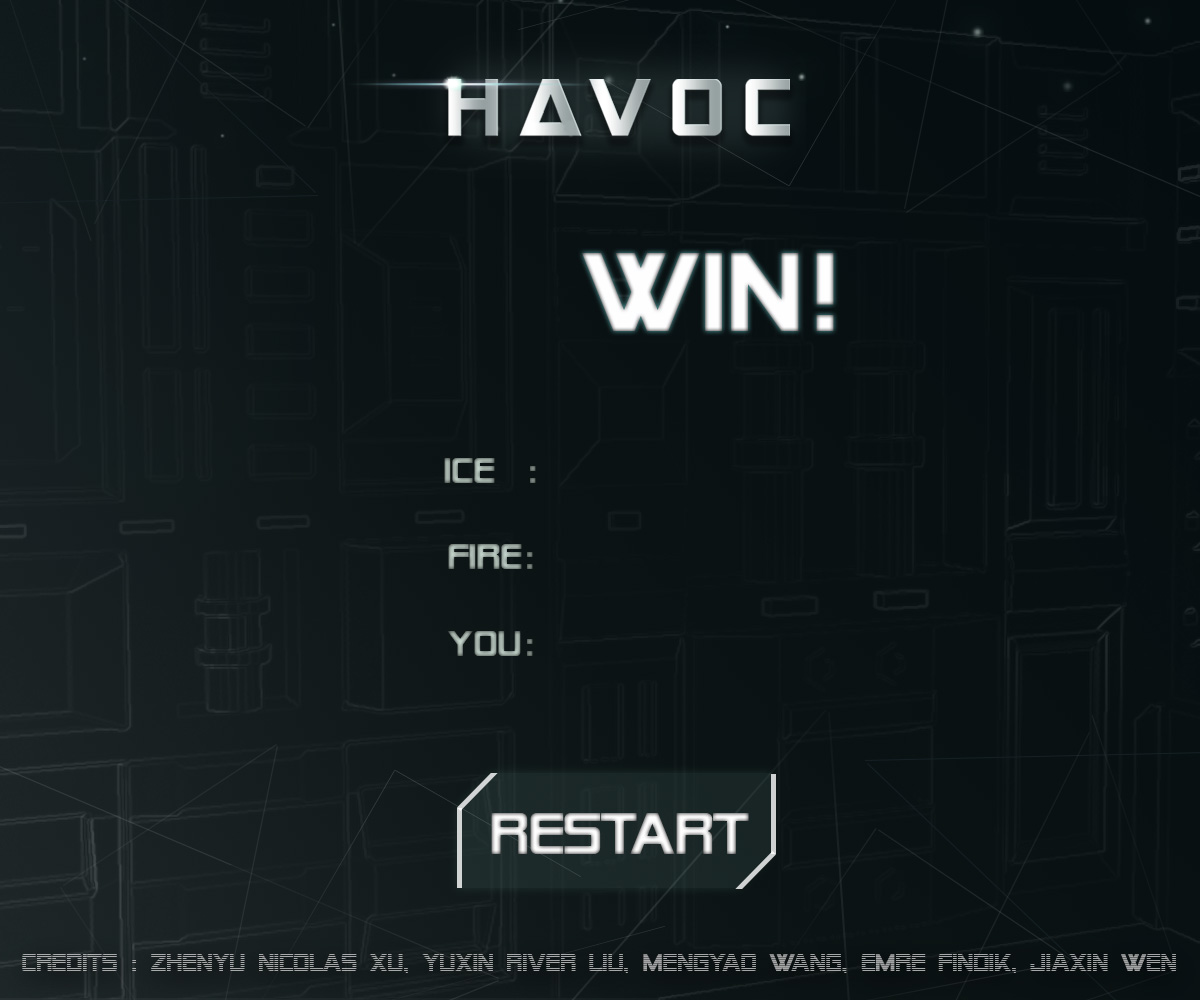 HAVOC
WIN!
ICE :
FIRE:
YOU:
RESTART
CREDITS : ZHENYU NICOLAS XU, YUXIN RIVER LIU, MENGYAO WANG, EMRE FINDIK, JIAXIN WEN